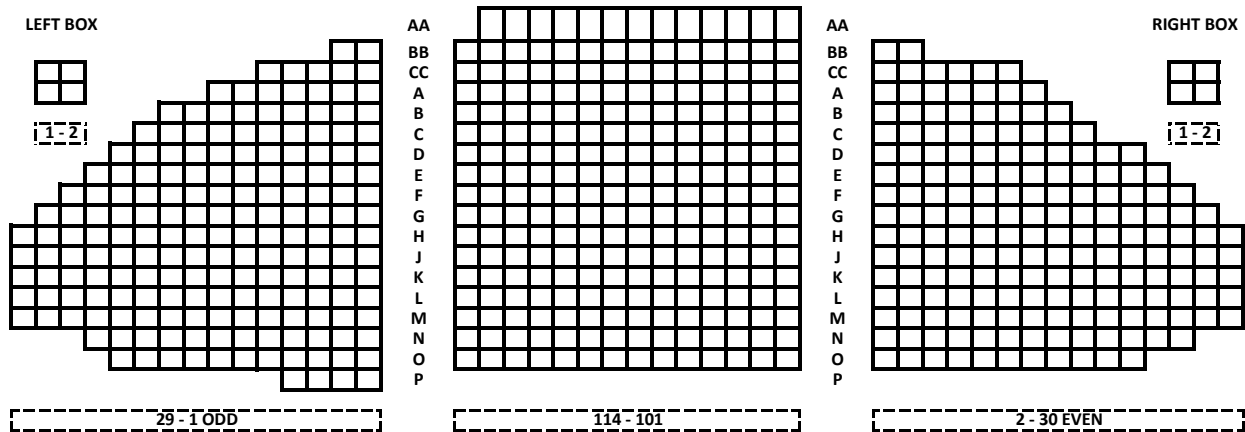 LEFT BOX AA AA RIGHT BOX
BB BB
CC CC
A A
B B
1 - 2 C C 1 - 2
D D
E E
F F
G G
H H
J J
K K
L L
M M
N N
O O
P P
29 - 1 ODD 114 - 101 2 - 30 EVEN